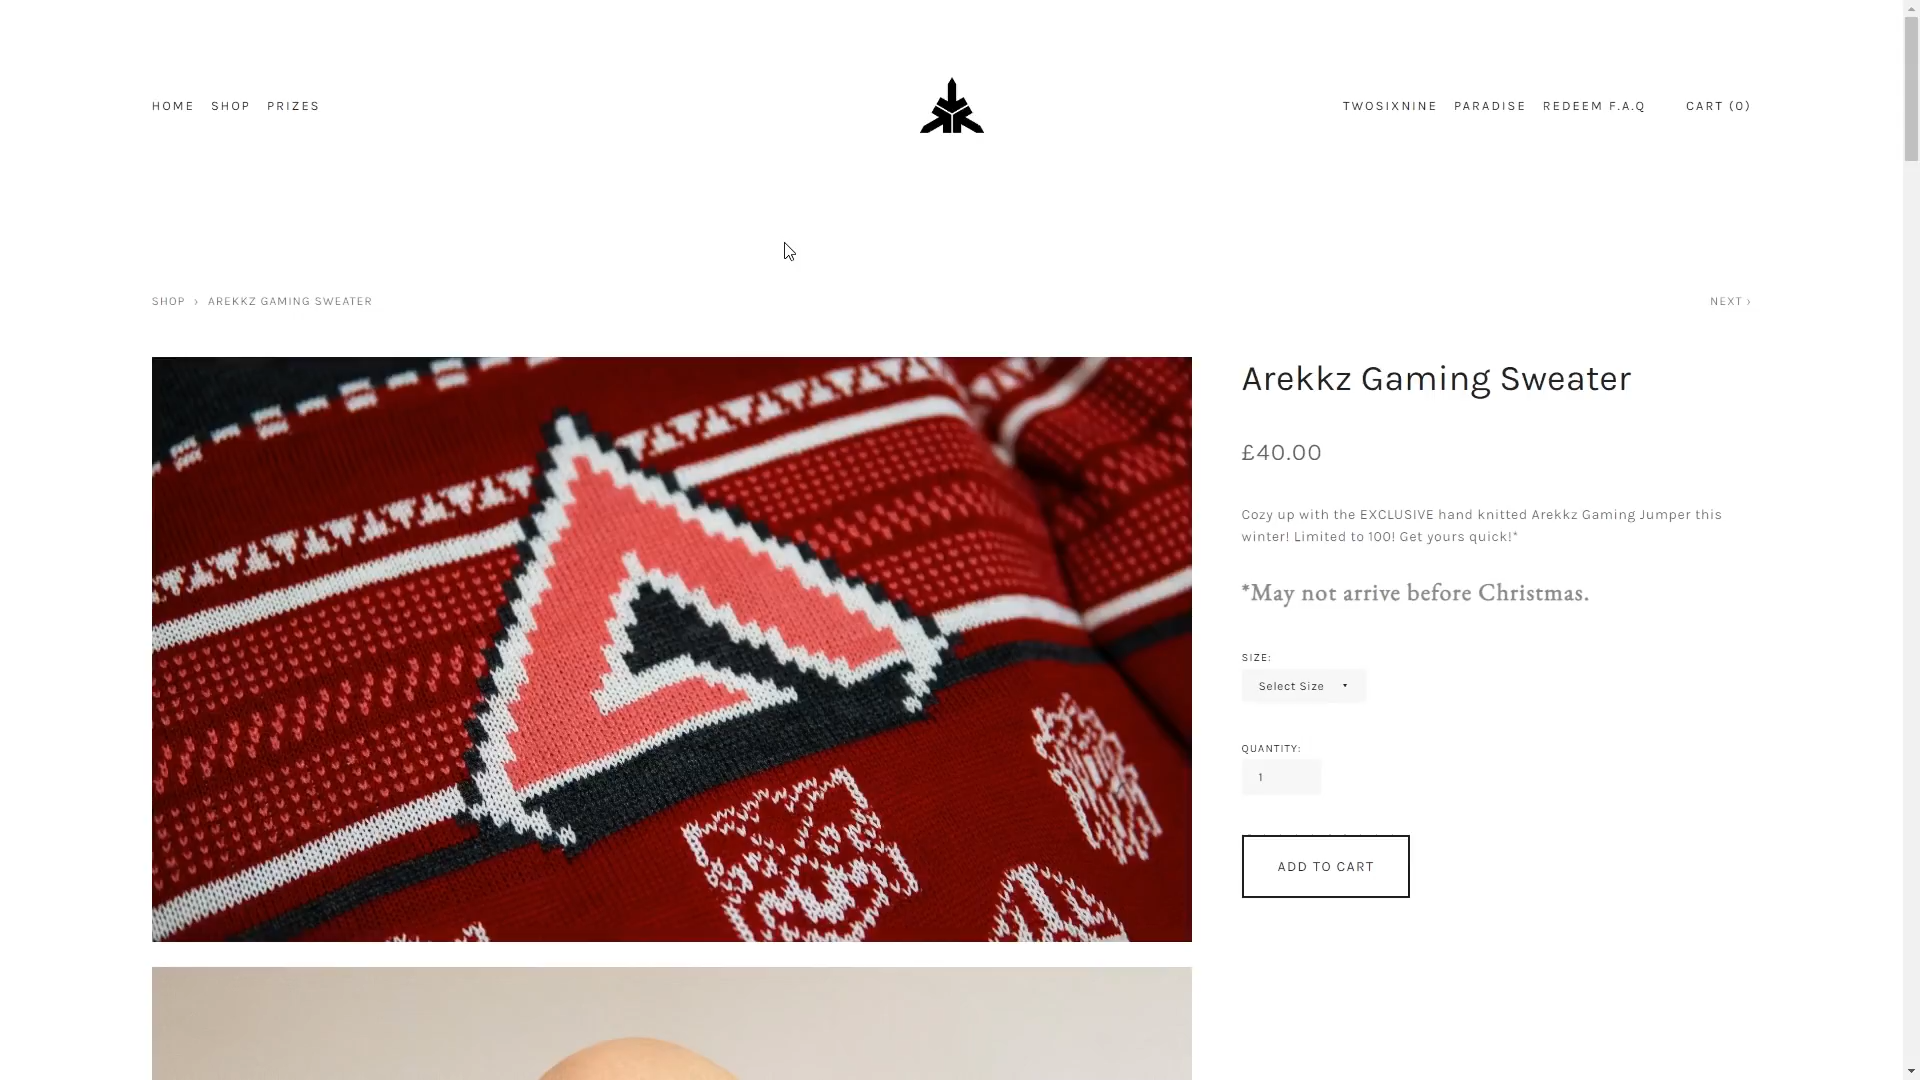 HOME SHOP PRIZES
TWOSIXNINE PARADISE REDEEM F.A.Q CART (0)
SHOP › AREKKZ GAMING SWEATER
NEXT ›
Arekkz Gaming Sweater
£40.00
Cozy up with the EXCLUSIVE hand knitted Arekkz Gaming Jumper this
winter! Limited to 100! Get yours quick!*
*May not arrive before Christmas.
SIZE:
Select Size
QUANTITY:
1
ADD TO CART